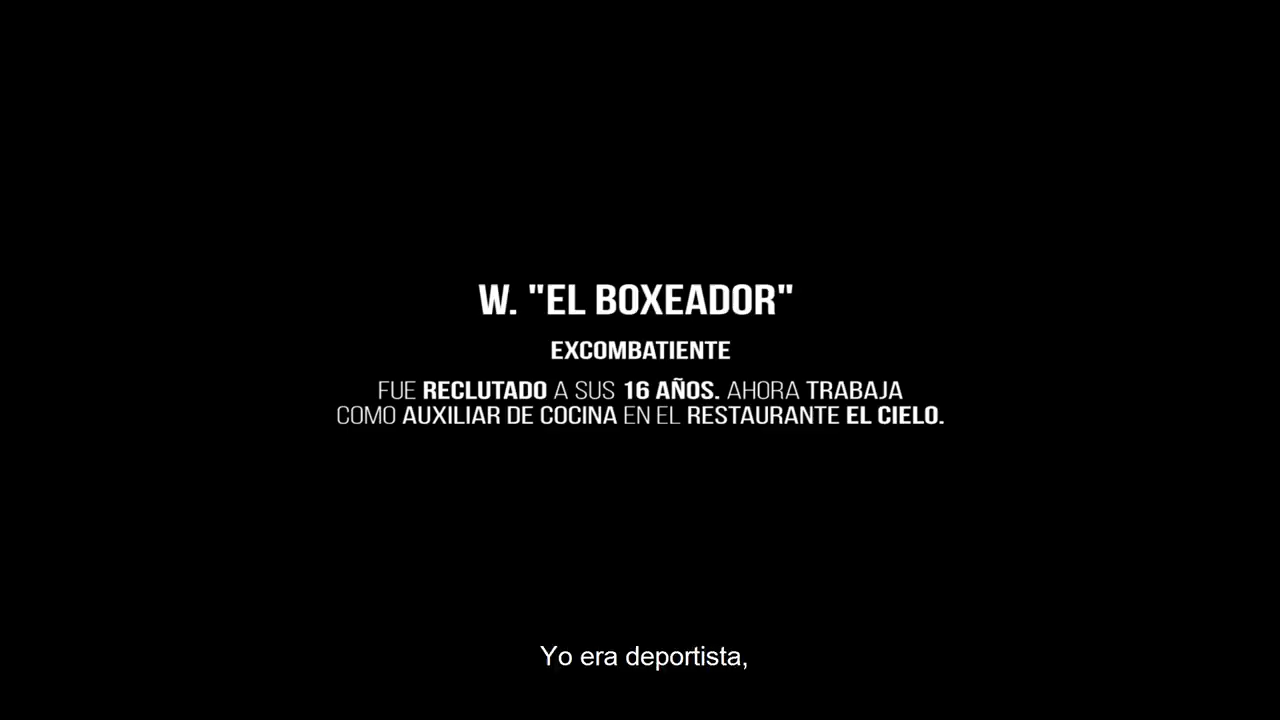 W. "EL BOXEADOR"
EXCOMBATIENTE
FUE RECLUTADO A SUS 16 AÑOS. AHORA TRABAJA
COMO AUXILIAR DE COCINA EN EL RESTAURANTE EL CIELO.
Yo era deportista,